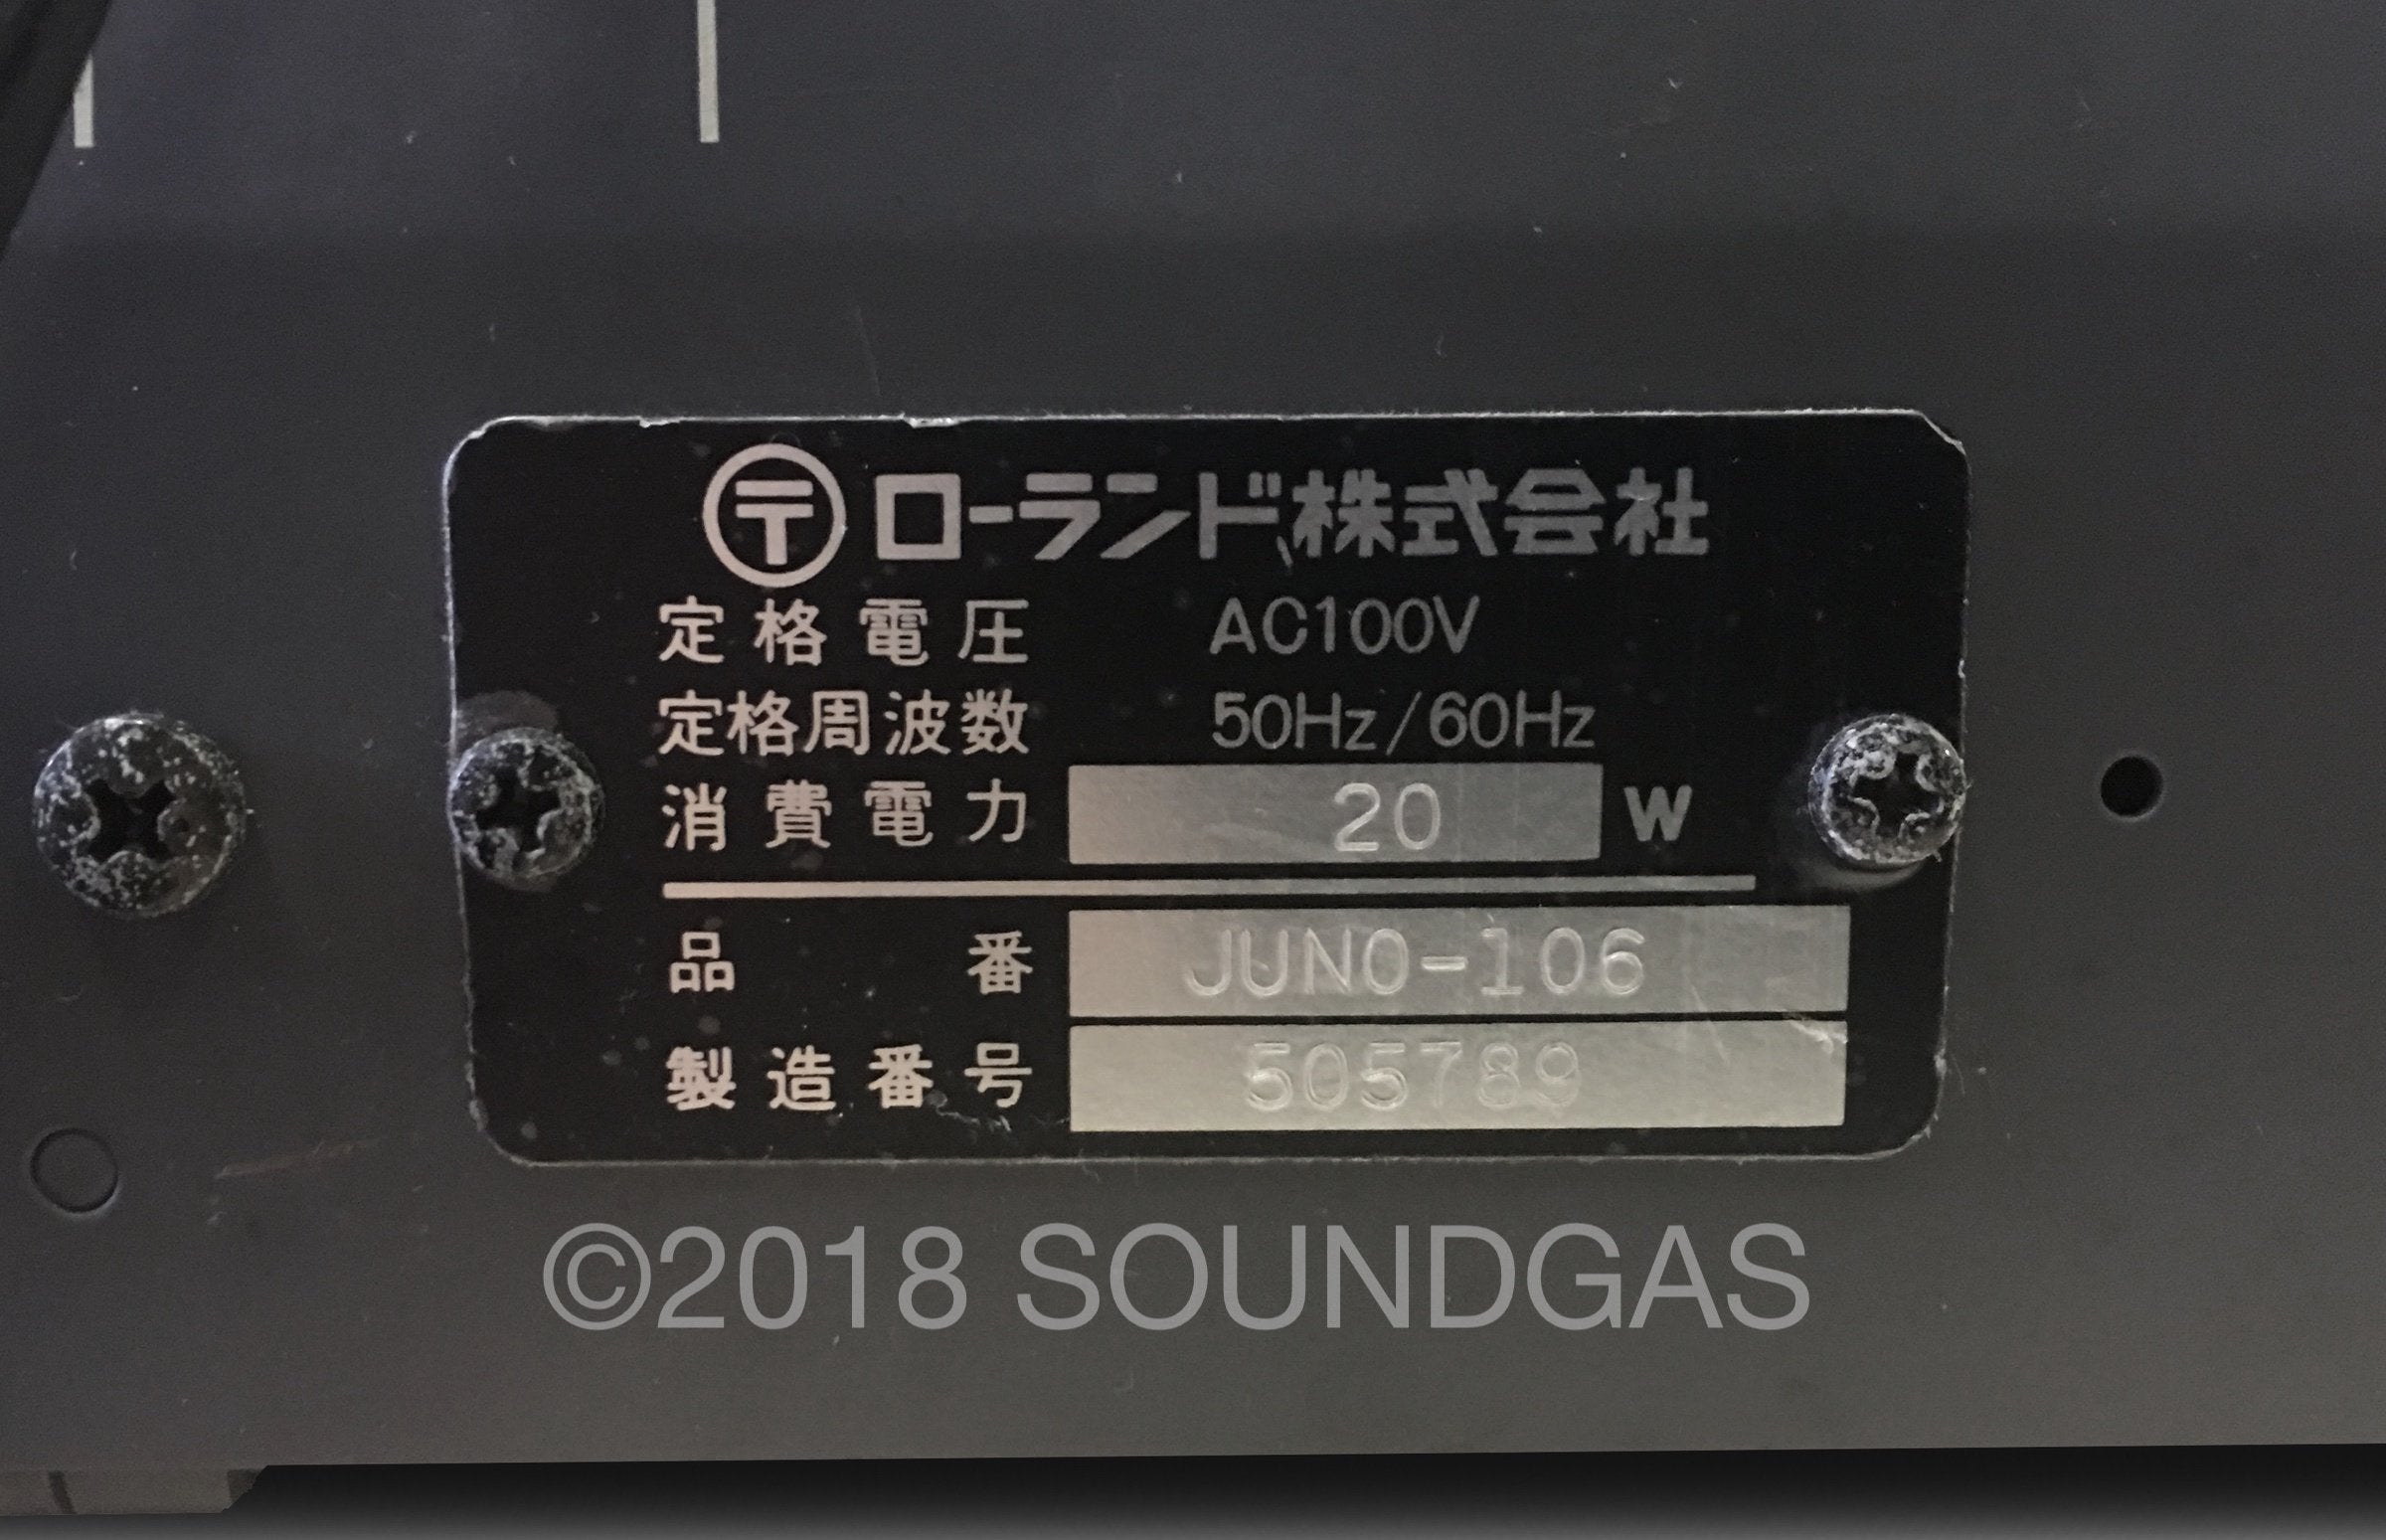 〒 ローランド株式会社
定格電圧 AC100V
定格周波数 50Hz/60Hz
消費電力 20 W
品番 JUNO-106
製造番号 505789
©2018 SOUNDGAS